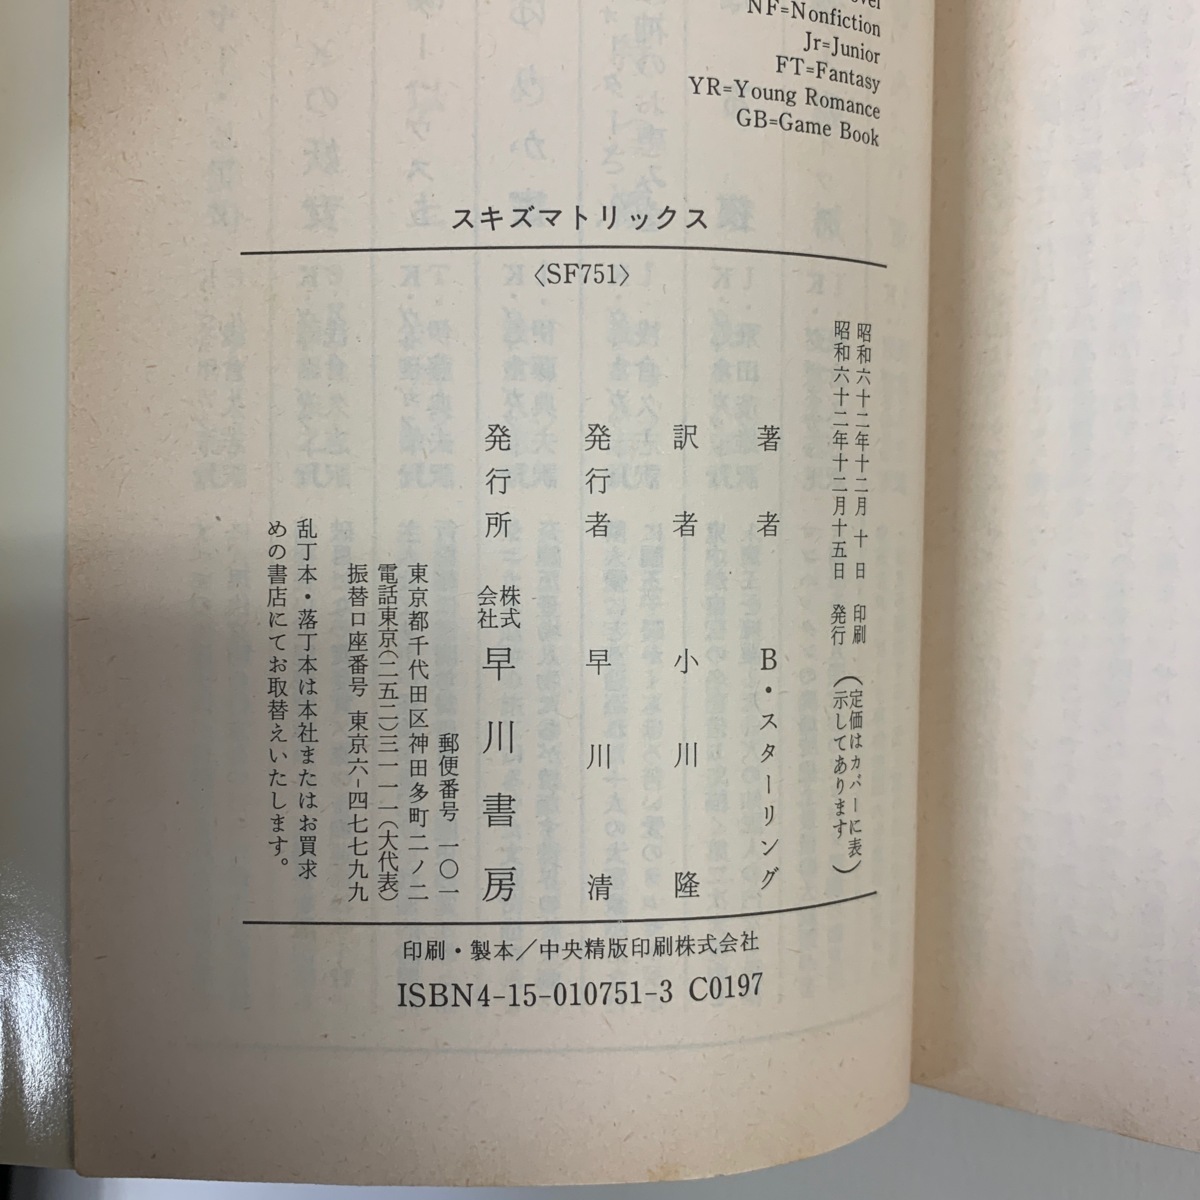 NF=Nonfiction
Jr=Junior
FT=Fantasy
YR=Young Romance
GB=Game Book
スキズマトリックス
〈SF751〉
昭和六十二年十二月 十 日 印刷
昭和六十二年十二月十五日 発行
(定価はカバーに表
示してあります)
著者 B・スターリング
訳者 小川 隆
発行者 早川 清
発行所 株式会社 早川書房
郵便番号 一〇一
東京都千代田区神田多町二ノ二
電話東京(二五二)三一一一(大代表)
振替口座番号 東京六-四七七九九
乱丁本・落丁本は本社またはお買求
めの書店にてお取替えいたします。
印刷・製本/中央精版印刷株式会社
ISBN4-15-010751-3 C0197